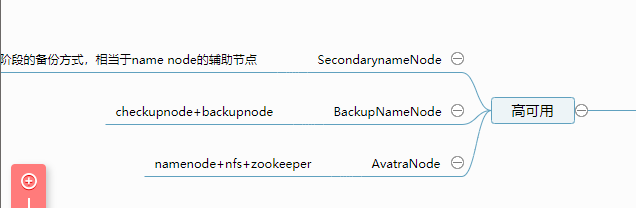 阶段的备份方式，相当于name node的辅助节点
SecondarynameNode
checkupnode+backupnode
BackupNameNode
高可用
namenode+nfs+zookeeper
AvatraNode